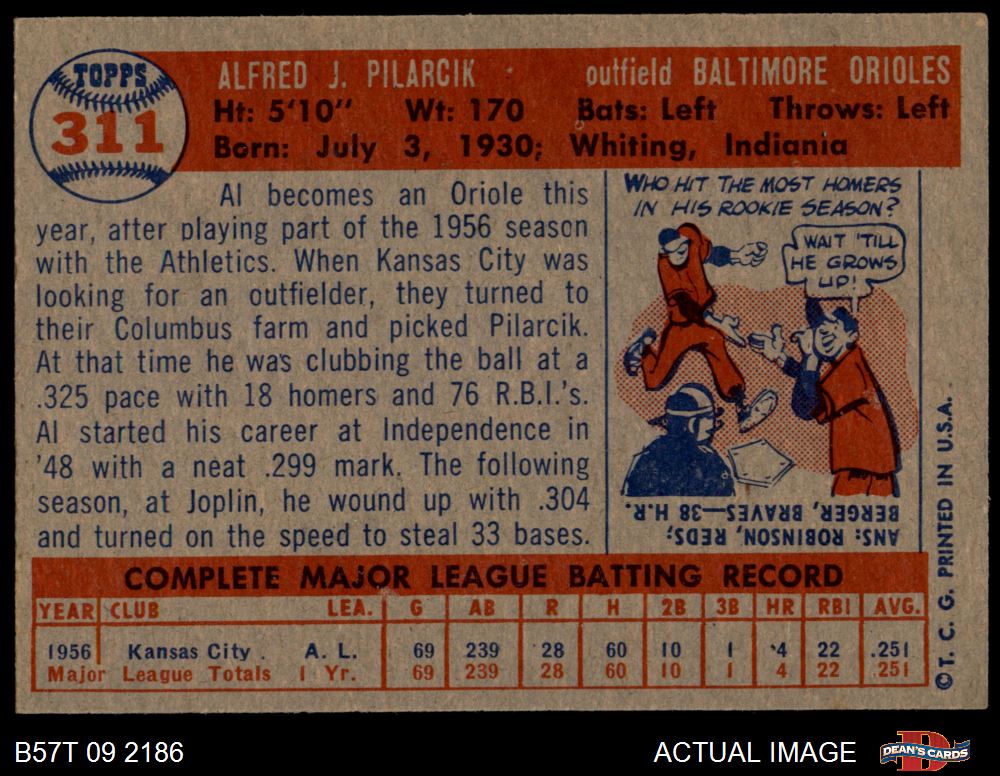 TOPPS
311
ALFRED J. PILARCIK outfield BALTIMORE ORIOLES
Ht: 5'10" Wt: 170 Bats: Left Throws: Left
Born: July 3, 1930; Whiting, Indiania
Al becomes an Oriole this
year, after playing part of the 1956 season
with the Athletics. When Kansas City was
looking for an outfielder, they turned to
their Columbus farm and picked Pilarcik.
At that time he was clubbing the ball at a
.325 pace with 18 homers and 76 R.B.I.'s.
Al started his career at Independence in
'48 with a neat .299 mark. The following
season, at Joplin, he wound up with .304
and turned on the speed to steal 33 bases.
WHO HIT THE MOST HOMERS
IN HIS ROOKIE SEASON?
WAIT 'TILL
HE GROWS
UP!
ANS: ROBINSON, REDS;
BERGER, BRAVES—38 H.R.
COMPLETE MAJOR LEAGUE BATTING RECORD
YEAR CLUB LEA. G AB R H 2B 3B HR RBI AVG.
1956 Kansas City A. L. 69 239 28 60 10 1 4 22 .251
Major League Totals 1 Yr. 69 239 28 60 10 1 4 22 .251
©T. C. G. PRINTED IN U.S.A.
B57T 09 2186
ACTUAL IMAGE
D
DEAN'S CARDS